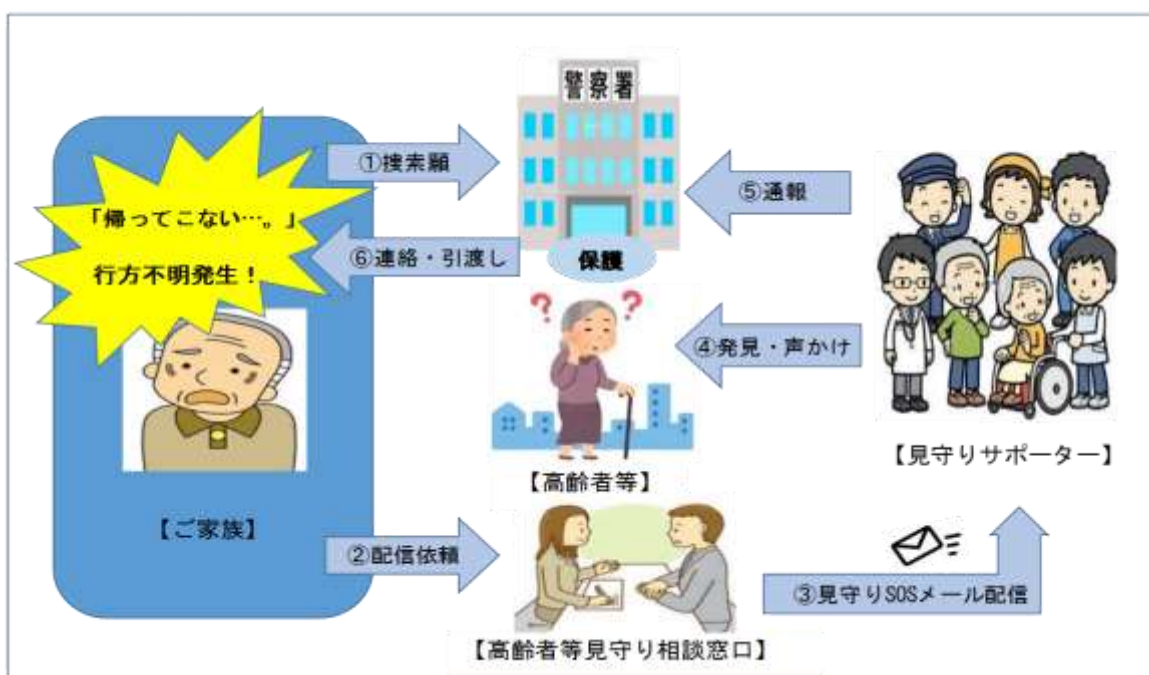 警察署
①捜索願
「帰ってこない…。」
行方不明発生！
⑤通報
⑥連絡・引渡し
保護
? ?
④発見・声かけ
【見守りサポーター】
【高齢者等】
【ご家族】
②配信依頼
③見守りSOSメール配信
【高齢者等見守り相談窓口】